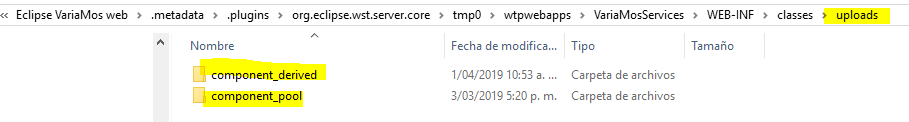 « Eclipse VariaMos web > .metadata > .plugins > org.eclipse.wst.server.core > tmp0 > wtpwebapps > VariaMosServices > WEB-INF > classes > uploads
Nombre Fecha de modifica... Tipo Tamaño
component_derived 1/04/2019 10:53 a. ... Carpeta de archivos
component_pool 3/03/2019 5:20 p. m. Carpeta de archivos